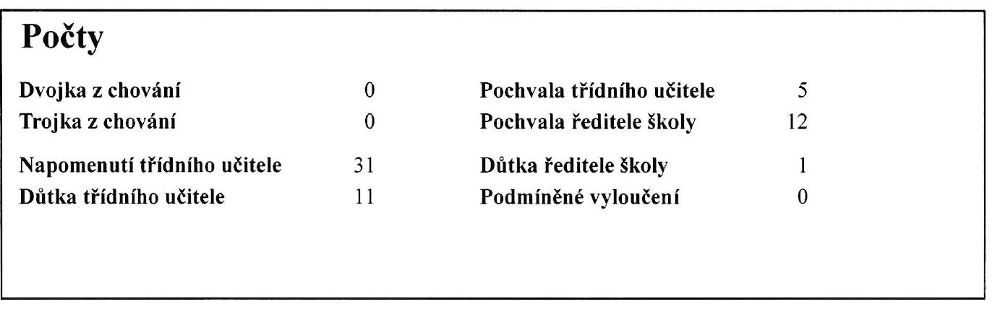 Počty
Dvojka z chování 0 Pochvala třídního učitele 5
Trojka z chování 0 Pochvala ředitele školy 12
Napomenutí třídního učitele 31 Důtka ředitele školy 1
Důtka třídního učitele 11 Podmíněné vyloučení 0